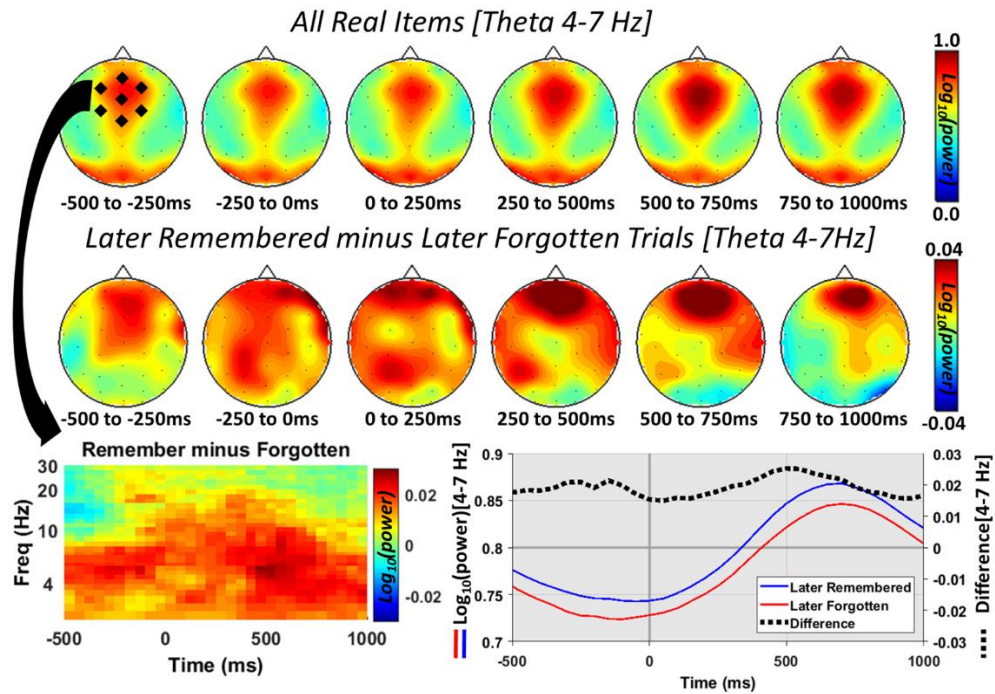 All Real Items [Theta 4-7 Hz]
1.0
Log10(power)
0.0
-500 to -250ms
-250 to 0ms
0 to 250ms
250 to 500ms
500 to 750ms
750 to 1000ms
Later Remembered minus Later Forgotten Trials [Theta 4-7Hz]
0.04
Log10(power)
-0.04
-500 to -250ms
-250 to 0ms
0 to 250ms
250 to 500ms
500 to 750ms
750 to 1000ms
Remember minus Forgotten
Freq (Hz)
30
20
10
4
-500
0
500
1000
Time (ms)
0.02
0
-0.02
Log10(power)
Log10(power)[4-7 Hz]
0.9
0.85
0.8
0.75
0.7
-500
0
500
1000
Time (ms)
Later Remembered
Later Forgotten
Difference
0.03
0.02
0.01
0
-0.01
-0.02
-0.03
Difference[4-7 Hz]